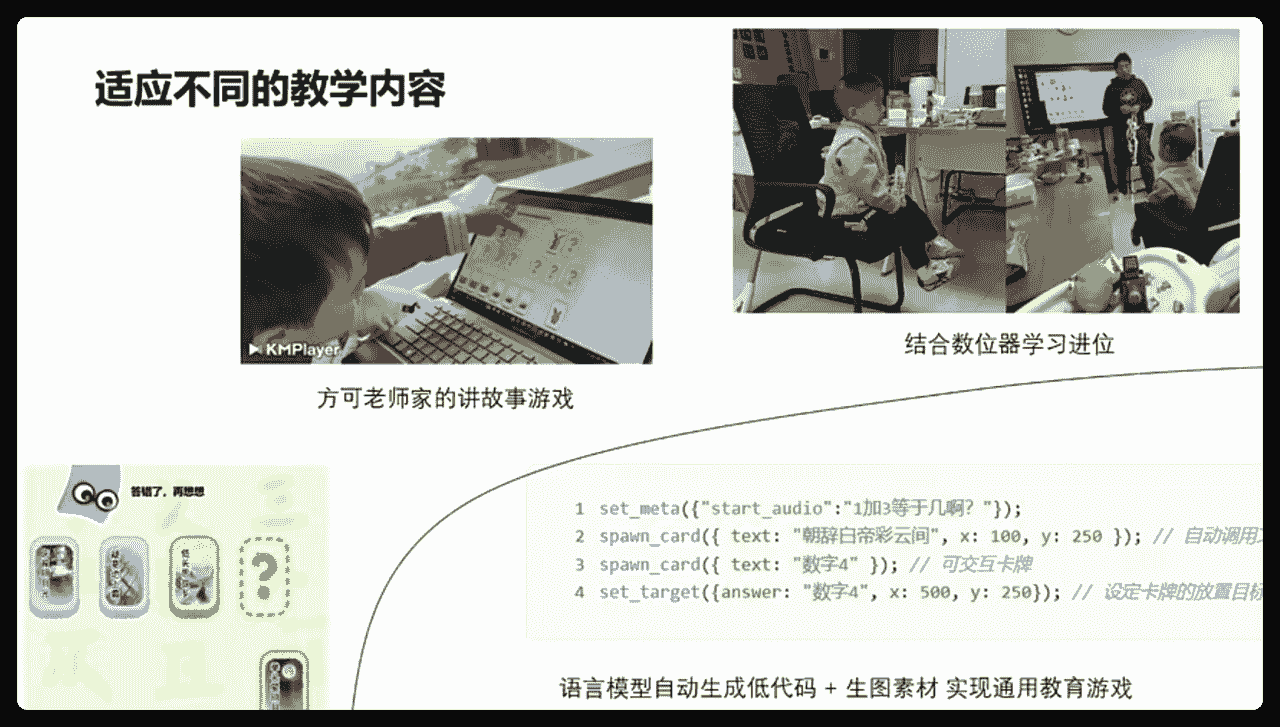 适应不同的教学内容
KMPlayer
方可老师家的讲故事游戏
结合数位器学习进位
答错了，再想想
1 set_meta({"start_audio":"1加3等于几啊？"});
2 spawn_card({ text: "朝辞白帝彩云间", x: 100, y: 250 }); // 自动调用
3 spawn_card({ text: "数字4" }); // 可交互卡牌
4 set_target({answer: "数字4", x: 500, y: 250}); // 设定卡牌的放置目标
?
语言模型自动生成低代码 + 生图素材 实现通用教育游戏